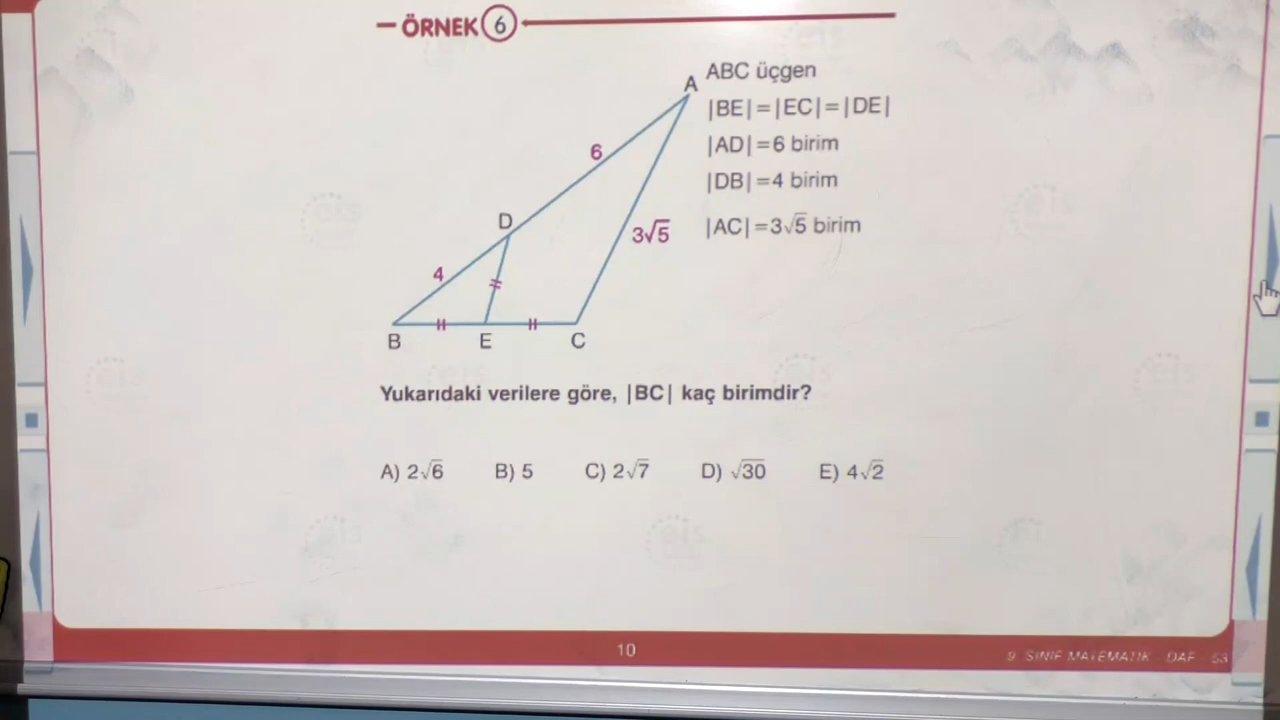 ÖRNEK 6
A
ABC üçgen
|BE|=|EC|=|DE|
6
|AD|=6 birim
|DB|=4 birim
D
3√5
|AC|=3√5 birim
4
B E C
Yukarıdaki verilere göre, |BC| kaç birimdir?
A) 2√6 B) 5 C) 2√7 D) √30 E) 4√2
10
9. SINIF MATEMATİK - DAF - 53